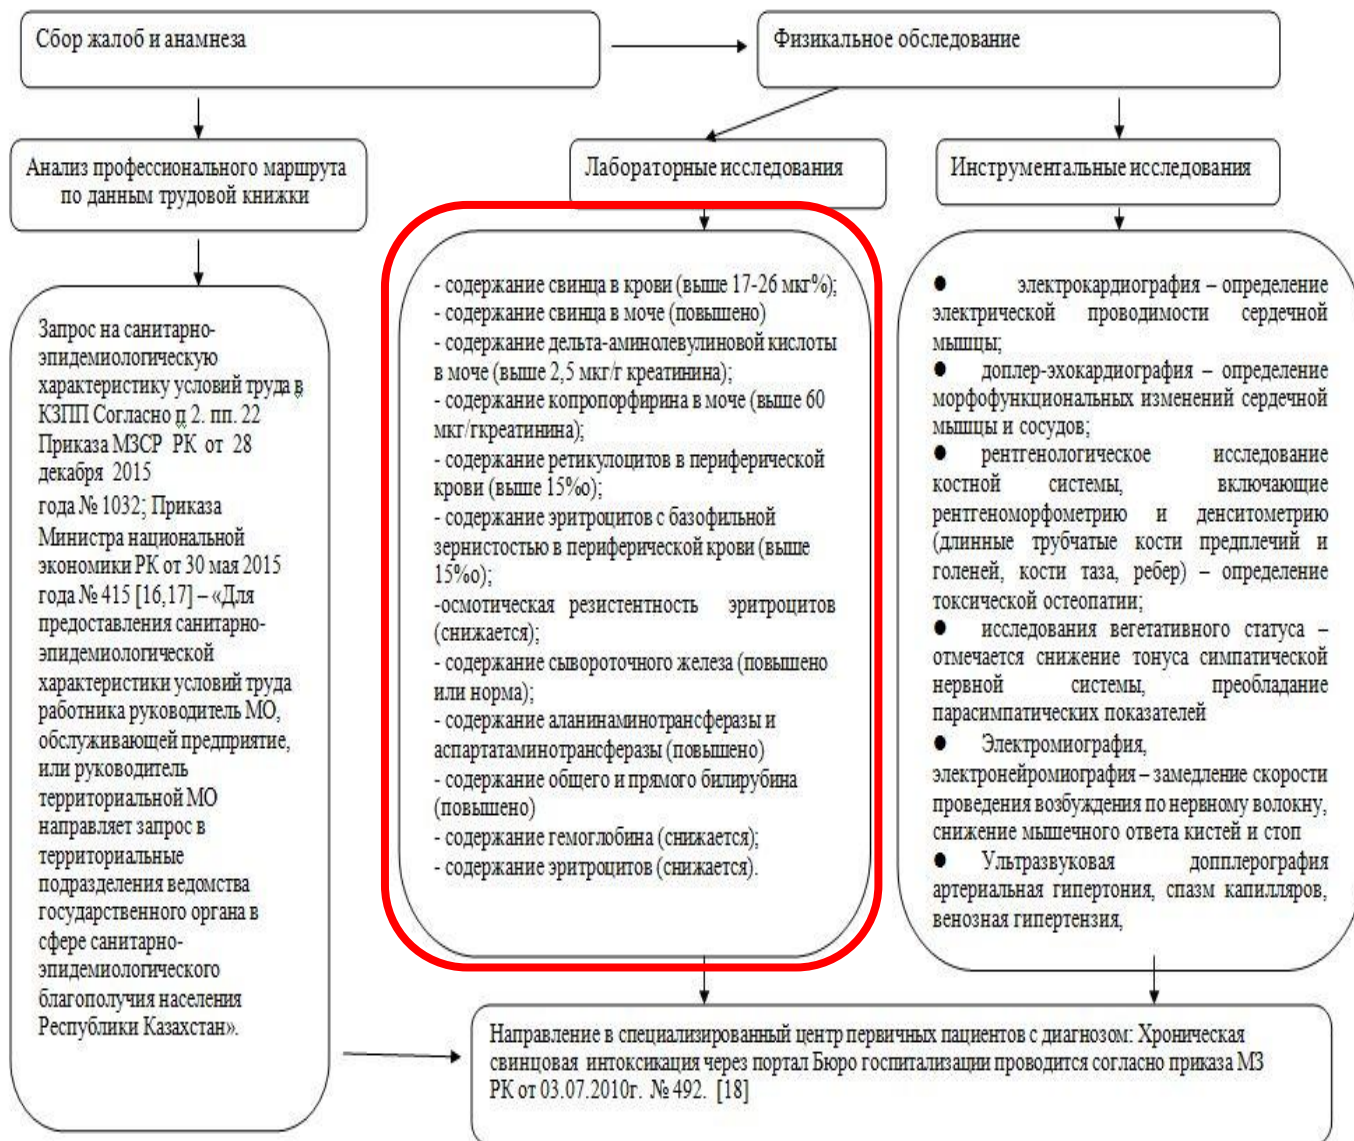 Сбор жалоб и анамнеза
Физикальное обследование
Анализ профессионального маршрута
по данным трудовой книжки
Лабораторные исследования
Инструментальные исследования
Запрос на санитарно-
эпидемиологическую
характеристику условий труда в
КЗПП Согласно п 2. пп. 22
Приказа МЗСР РК от 28
декабря 2015
года № 1032; Приказа
Министра национальной
экономики РК от 30 мая 2015
года № 415 [16,17] – «Для
предоставления санитарно-
эпидемиологической
характеристики условий труда
работника руководитель МО,
обслуживающей предприятие,
или руководитель
территориальной МО
направляет запрос в
территориальные
подразделения ведомства
государственного органа в
сфере санитарно-
эпидемиологического
благополучия населения
Республики Казахстан».
- содержание свинца в крови (выше 17-26 мкг%);
- содержание свинца в моче (повышено)
- содержание дельта-аминолевулиновой кислоты
в моче (выше 2,5 мкг/г креатинина);
- содержание копропорфирина в моче (выше 60
мкг/гкреатинина);
- содержание ретикулоцитов в периферической
крови (выше 15%о);
- содержание эритроцитов с базофильной
зернистостью в периферической крови (выше
15%о);
-осмотическая резистентность эритроцитов
(снижается);
- содержание сывороточного железа (повышено
или норма);
- содержание аланинаминотрансферазы и
аспартатаминотрансферазы (повышено)
- содержание общего и прямого билирубина
(повышено)
- содержание гемоглобина (снижается);
- содержание эритроцитов (снижается).
● электрокардиография – определение
электрической проводимости сердечной
мышцы;
● доплер-эхокардиография – определение
морфофункциональных изменений сердечной
мышцы и сосудов;
● рентгенологическое исследование
костной системы, включающие
рентгеноморфометрию и денситометрию
(длинные трубчатые кости предплечий и
голеней, кости таза, ребер) – определение
токсической остеопатии;
● исследования вегетативного статуса –
отмечается снижение тонуса симпатической
нервной системы, преобладание
парасимпатических показателей
● Электромиография,
электронейромиография – замедление скорости
проведения возбуждения по нервному волокну,
снижение мышечного ответа кистей и стоп
● Ультразвуковая допплерография
артериальная гипертония, спазм капилляров,
венозная гипертензия,
Направление в специализированный центр первичных пациентов с диагнозом: Хроническая
свинцовая интоксикация через портал Бюро госпитализации проводится согласно приказа МЗ
РК от 03.07.2010г. № 492. [18]